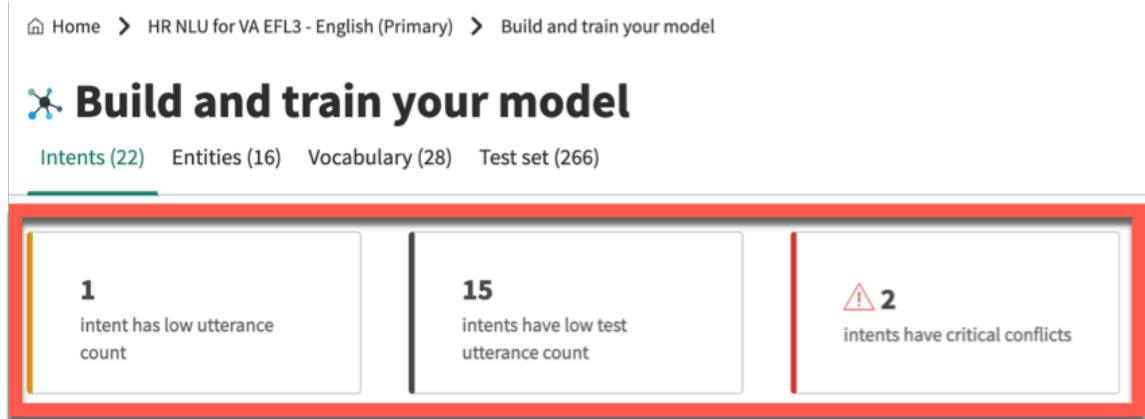 Home > HR NLU for VA EFL3 - English (Primary) > Build and train your model
Build and train your model
Intents (22) Entities (16) Vocabulary (28) Test set (266)
1
intent has low utterance
count
15
intents have low test
utterance count
2
intents have critical conflicts